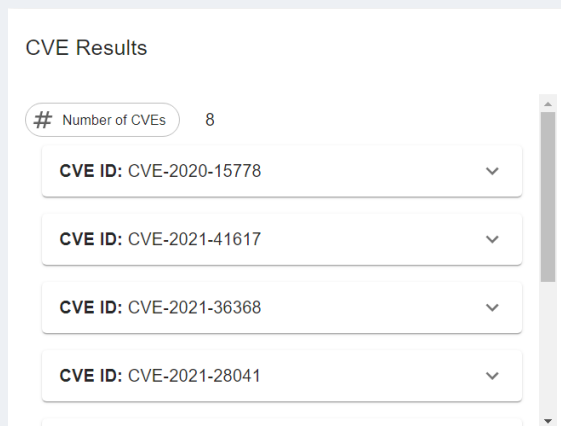 CVE Results
# Number of CVEs 8
CVE ID: CVE-2020-15778
CVE ID: CVE-2021-41617
CVE ID: CVE-2021-36368
CVE ID: CVE-2021-28041